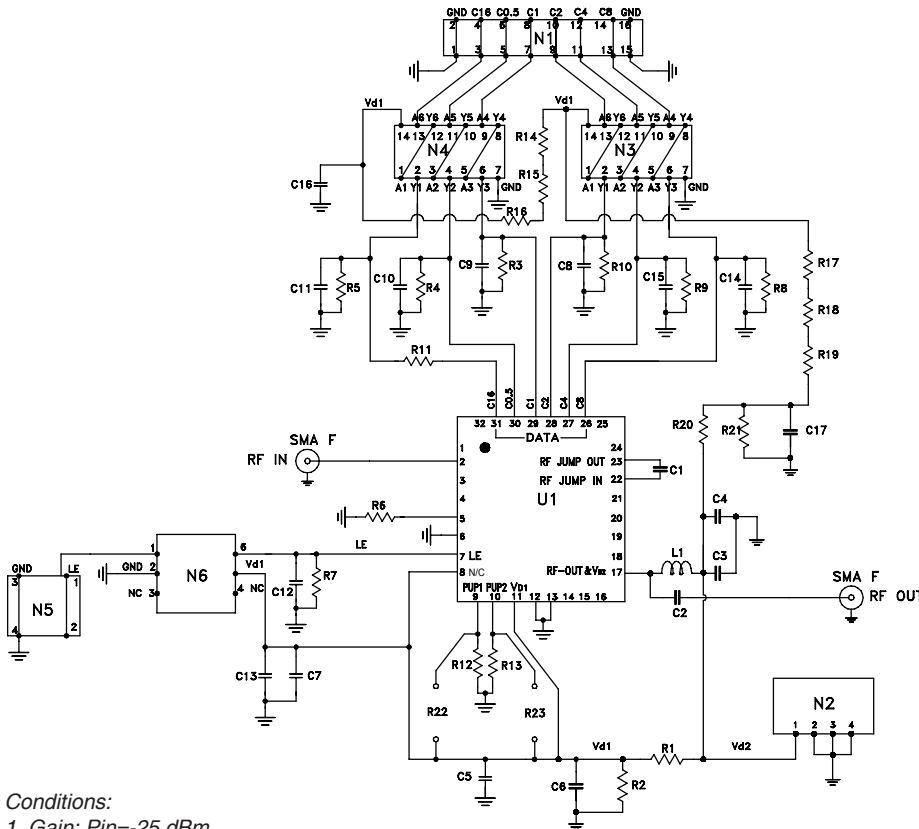 GND C16 C0.5 C1 C2 C4 C8 GND
2 4 6 8 10 12 14 16
N1
1 3 5 7 9 11 13 15
Vd1 A6 Y6 A5 Y5 A4 Y4
14 13 12 11 10 9 8
N4
1 2 3 4 5 6 7
A1 Y1 A2 Y2 A3 Y3 GND
Vd1 A6 Y6 A5 Y5 A4 Y4
14 13 12 11 10 9 8
N3
1 2 3 4 5 6 7
A1 Y1 A2 Y2 A3 Y3 GND
R14
R15
C16
R16
C11 R5 C10 R4 C9 R3 C8 R10 C15 R9 C14 R8
R17
R18
R19
R11
C16 C0.5 C1 C2 C4 C8
R20 R21 C17
32 31 30 29 28 27 26 25
DATA
SMA F
RF IN
1
2
3
4
5
6
7 LE
8 N/C
24
RF JUMP OUT 23
RF JUMP IN 22
21
20
19
18
RF-OUT&Vd2 17
U1
C1
R6
C4
L1 C3
C2
SMA F
RF OUT
PUP1 PUP2 VD1
9 10 11 12 13 14 15 16
GND LE
3 1
N5
4 2
1 6
GND 2
NC 3
4 NC
N6
Vd1
LE
C12 R7
C13 C7
R12 R13
R22 R23
C5
C6 R2
Vd1 R1 Vd2
N2
1 2 3 4
Conditions:
1. Gain: Pin=-25 dBm